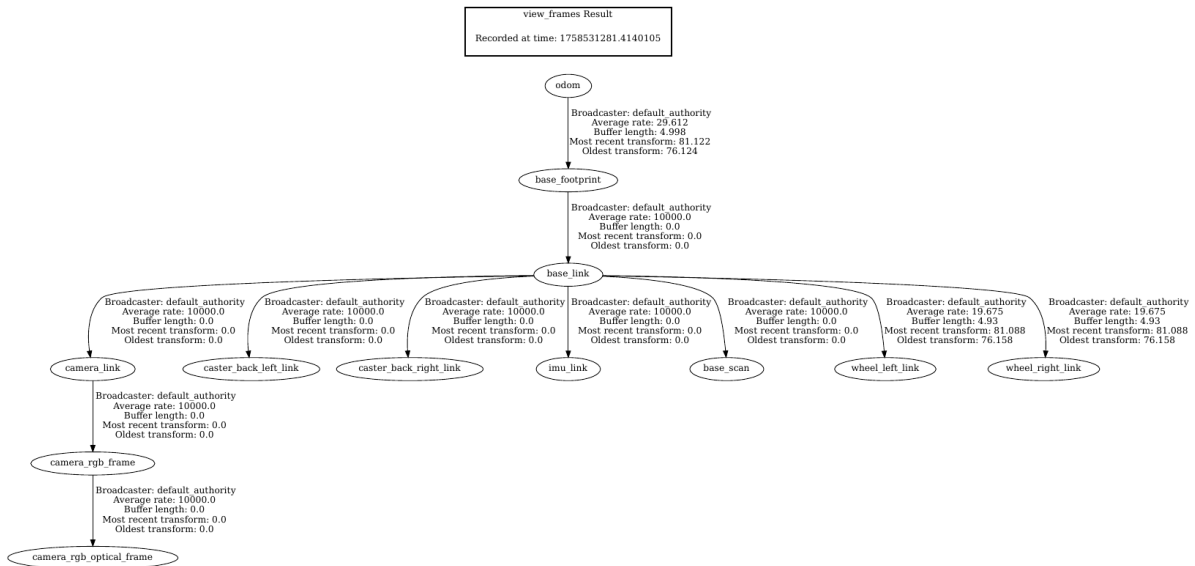 view_frames Result
Recorded at time: 1758531281.4140105
odom
Broadcaster: default_authority
Average rate: 29.612
Buffer length: 4.998
Most recent transform: 81.122
Oldest transform: 76.124
base_footprint
Broadcaster: default_authority
Average rate: 10000.0
Buffer length: 0.0
Most recent transform: 0.0
Oldest transform: 0.0
base_link
Broadcaster: default_authority
Average rate: 10000.0
Buffer length: 0.0
Most recent transform: 0.0
Oldest transform: 0.0
Broadcaster: default_authority
Average rate: 10000.0
Buffer length: 0.0
Most recent transform: 0.0
Oldest transform: 0.0
Broadcaster: default_authority
Average rate: 10000.0
Buffer length: 0.0
Most recent transform: 0.0
Oldest transform: 0.0
Broadcaster: default_authority
Average rate: 10000.0
Buffer length: 0.0
Most recent transform: 0.0
Oldest transform: 0.0
Broadcaster: default_authority
Average rate: 10000.0
Buffer length: 0.0
Most recent transform: 0.0
Oldest transform: 0.0
Broadcaster: default_authority
Average rate: 19.675
Buffer length: 4.93
Most recent transform: 81.088
Oldest transform: 76.158
Broadcaster: default_authority
Average rate: 19.675
Buffer length: 4.93
Most recent transform: 81.088
Oldest transform: 76.158
camera_link
caster_back_left_link
caster_back_right_link
imu_link
base_scan
wheel_left_link
wheel_right_link
Broadcaster: default_authority
Average rate: 10000.0
Buffer length: 0.0
Most recent transform: 0.0
Oldest transform: 0.0
camera_rgb_frame
Broadcaster: default_authority
Average rate: 10000.0
Buffer length: 0.0
Most recent transform: 0.0
Oldest transform: 0.0
camera_rgb_optical_frame